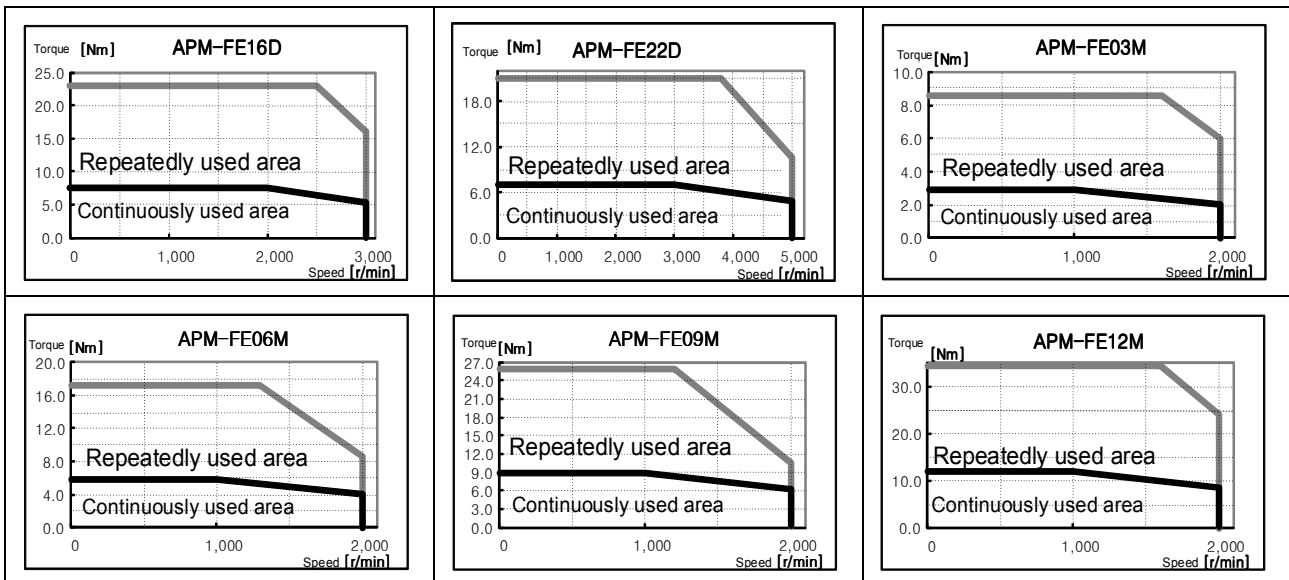 Torque [Nm] APM-FE16D
25.0
20.0
15.0
10.0
5.0
0.0
Repeatedly used area
Continuously used area
0 1,000 2,000 3,000
Speed [r/min]
Torque [Nm] APM-FE22D
18.0
12.0
6.0
0.0
Repeatedly used area
Continuously used area
0 1,000 2,000 3,000 4,000 5,000
Speed [r/min]
Torque [Nm] APM-FE03M
10.0
8.0
6.0
4.0
2.0
0.0
Repeatedly used area
Continuously used area
0 1,000 2,000
Speed [r/min]
Torque [Nm] APM-FE06M
20.0
16.0
12.0
8.0
4.0
0.0
Repeatedly used area
Continuously used area
0 1,000 2,000
Speed [r/min]
Torque [Nm] APM-FE09M
27.0
24.0
21.0
18.0
15.0
12.0
9.0
6.0
3.0
0.0
Repeatedly used area
Continuously used area
0 1,000 2,000
Speed [r/min]
Torque [Nm] APM-FE12M
30.0
20.0
10.0
0.0
Repeatedly used area
Continuously used area
0 1,000 2,000
Speed [r/min]